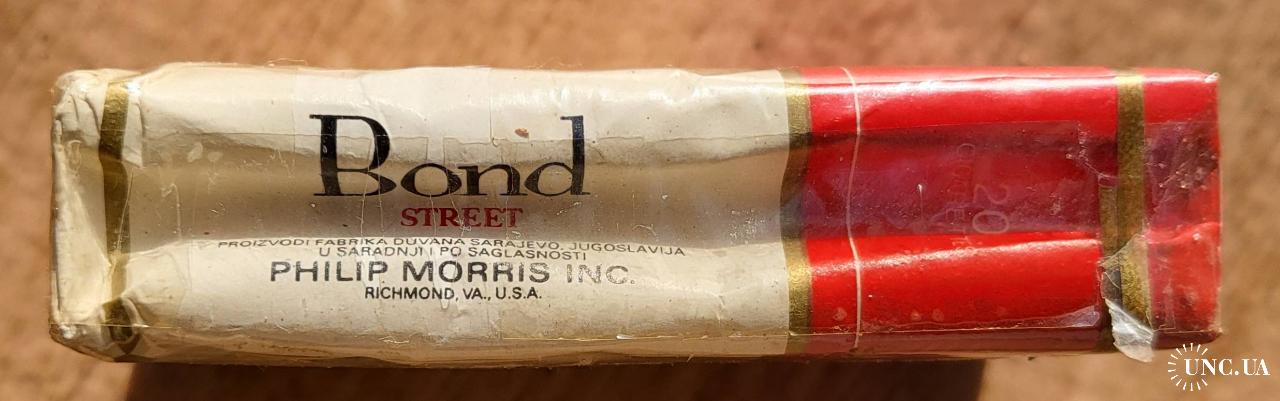 Bond
STREET
PROIZVODI FABRIKA DUVANA SARAJEVO, JUGOSLAVIJA
U SARADNJI I PO SAGLASNOSTI
PHILIP MORRIS INC.
RICHMOND, VA., U.S.A.
20
UNC.UA